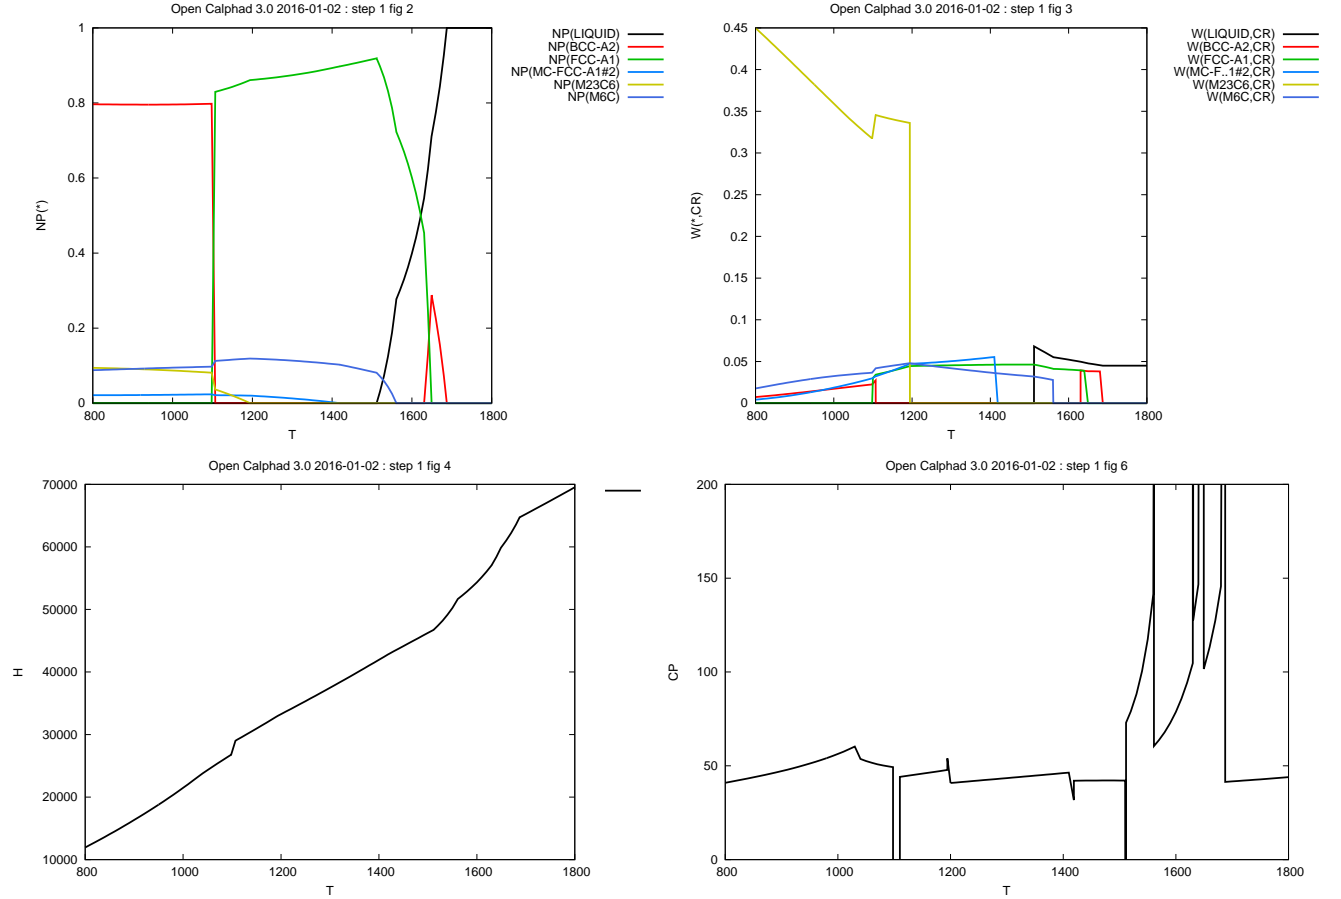 Open Calphad 3.0 2016-01-02 : step 1 fig 2
NP(*)
1
0.8
0.6
0.4
0.2
0
800 1000 1200 1400 1600 1800
T
NP(LIQUID)
NP(BCC-A2)
NP(FCC-A1)
NP(MC-FCC-A1#2)
NP(M23C6)
NP(M6C)
Open Calphad 3.0 2016-01-02 : step 1 fig 3
W(*,CR)
0.45
0.4
0.35
0.3
0.25
0.2
0.15
0.1
0.05
0
800 1000 1200 1400 1600 1800
T
W(LIQUID,CR)
W(BCC-A2,CR)
W(FCC-A1,CR)
W(MC-F..1#2,CR)
W(M23C6,CR)
W(M6C,CR)
Open Calphad 3.0 2016-01-02 : step 1 fig 4
H
70000
60000
50000
40000
30000
20000
10000
800 1000 1200 1400 1600 1800
T
Open Calphad 3.0 2016-01-02 : step 1 fig 6
CP
200
150
100
50
0
800 1000 1200 1400 1600 1800
T